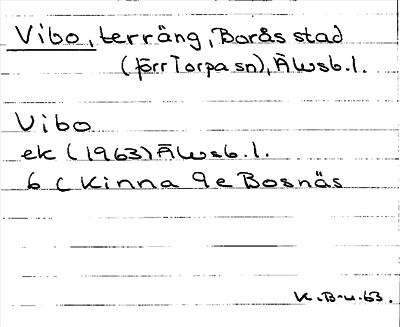 Vibo, terräng, Borås stad
(förr Torpa sn), Älvsb. l.
Vibo
ek (1963) Älvsb. l.
6 C Kinna 9e Bosnäs
K. B-u. 63.